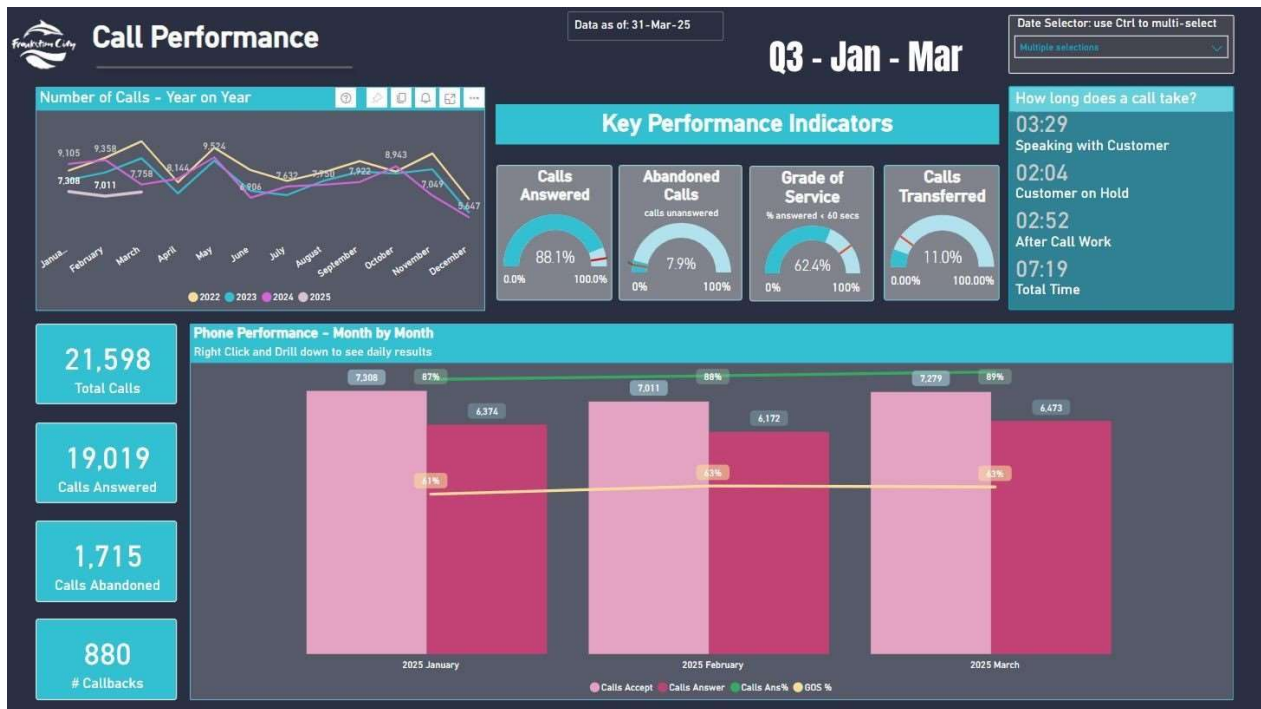 Frankston City
Call Performance
Data as of: 31-Mar-25
Q3 - Jan - Mar
Date Selector: use Ctrl to multi-select
Multiple selections
Number of Calls - Year on Year
9,105
9,358
7,758
8,144
9,524
6,906
7,632
7,750
7,922
8,943
7,049
5,647
7,308
7,011
Janua...
February
March
April
May
June
July
August
September
October
November
December
2022
2023
2024
2025
Key Performance Indicators
Calls
Answered
88.1%
0.0%
100.0%
Abandoned
Calls
calls unanswered
7.9%
0%
100%
Grade of
Service
% answered < 60 secs
62.4%
0%
100%
Calls
Transferred
11.0%
0.00%
100.00%
How long does a call take?
03:29
Speaking with Customer
02:04
Customer on Hold
02:52
After Call Work
07:19
Total Time
21,598
Total Calls
19,019
Calls Answered
1,715
Calls Abandoned
880
# Callbacks
Phone Performance - Month by Month
Right Click and Drill down to see daily results
7,308
87%
6,374
61%
7,011
88%
6,172
63%
7,279
89%
6,473
63%
2025 January
2025 February
2025 March
Calls Accept
Calls Answer
Calls Ans%
GOS %